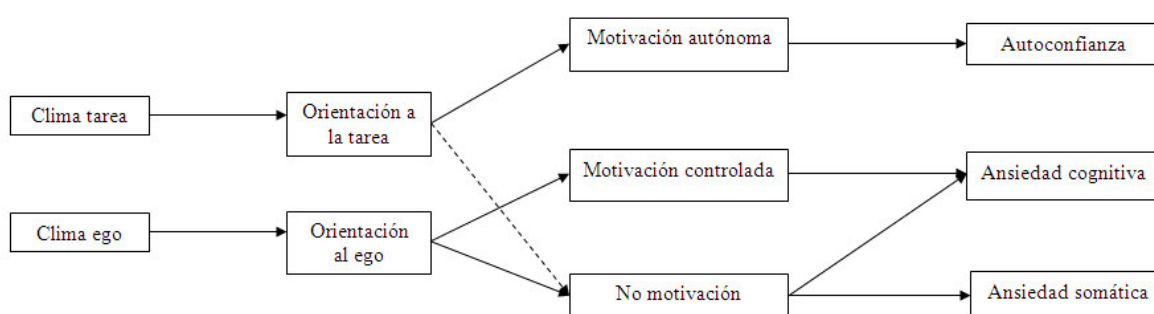 Motivación autónoma
Autoconfianza
Clima tarea
Orientación a
la tarea
Motivación controlada
Ansiedad cognitiva
Clima ego
Orientación
al ego
No motivación
Ansiedad somática